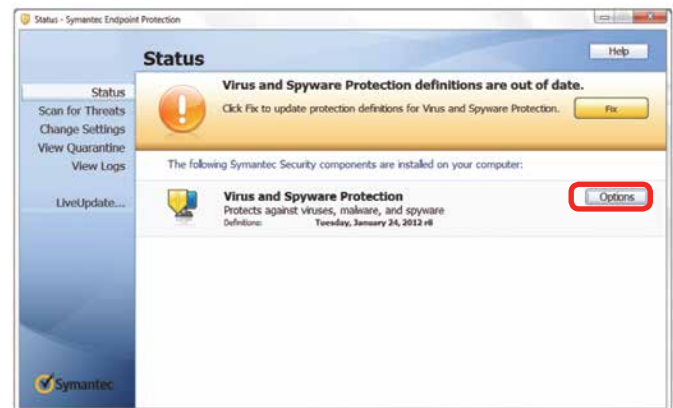 Status - Symantec Endpoint Protection
Status
Help
Status
Scan for Threats
Change Settings
View Quarantine
View Logs
LiveUpdate...
Virus and Spyware Protection definitions are out of date.
Click Fix to update protection definitions for Virus and Spyware Protection.
Fix
The following Symantec Security components are installed on your computer:
Virus and Spyware Protection
Options
Protects against viruses, malware, and spyware
Definitions: Tuesday, January 24, 2012 r8
Symantec